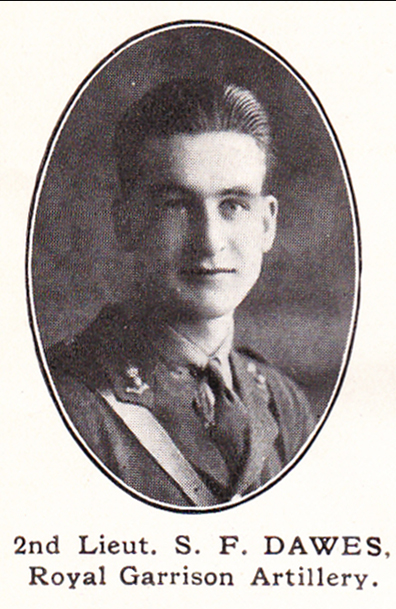 2nd Lieut. S. F. DAWES,
Royal Garrison Artillery.